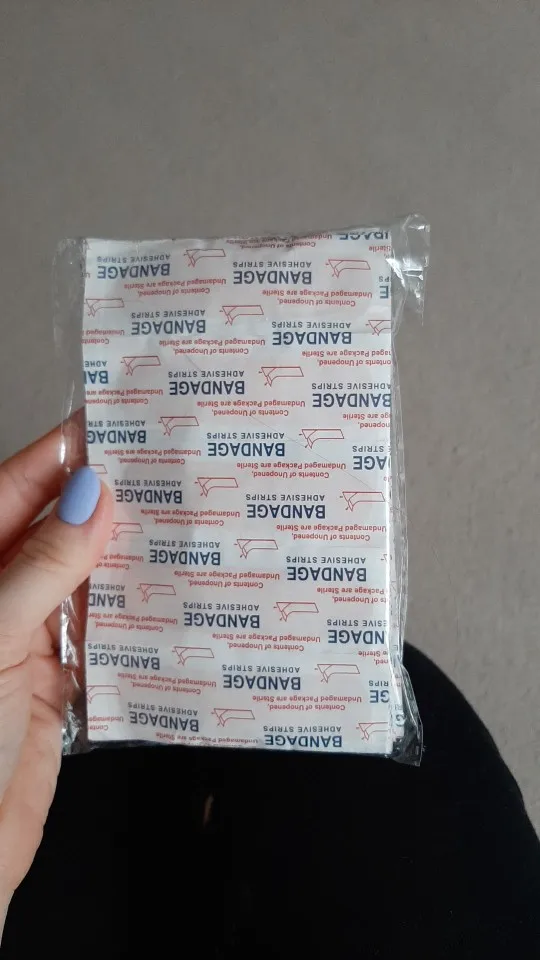 BANDAGE
ADHESIVE STRIPS
Contents of Unopened,
Undamaged Package are Sterile